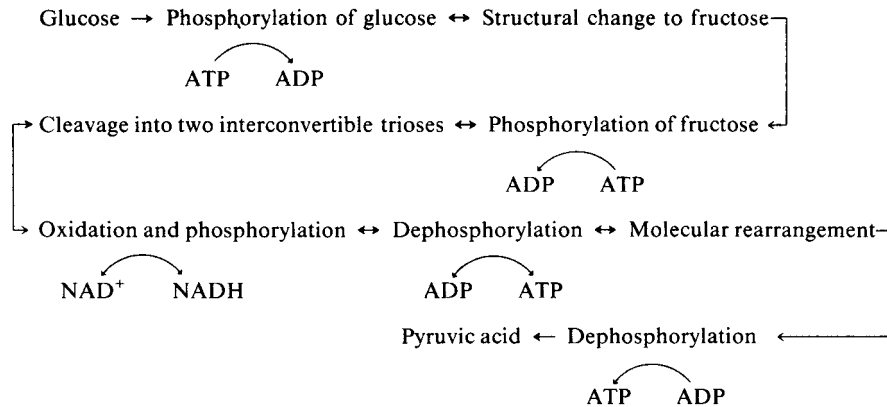 Glucose → Phosphorylation of glucose ↔ Structural change to fructose
ATP ADP
Cleavage into two interconvertible trioses ↔ Phosphorylation of fructose
ADP ATP
Oxidation and phosphorylation ↔ Dephosphorylation ↔ Molecular rearrangement
NAD⁺ NADH ADP ATP
Pyruvic acid ← Dephosphorylation
ATP ADP